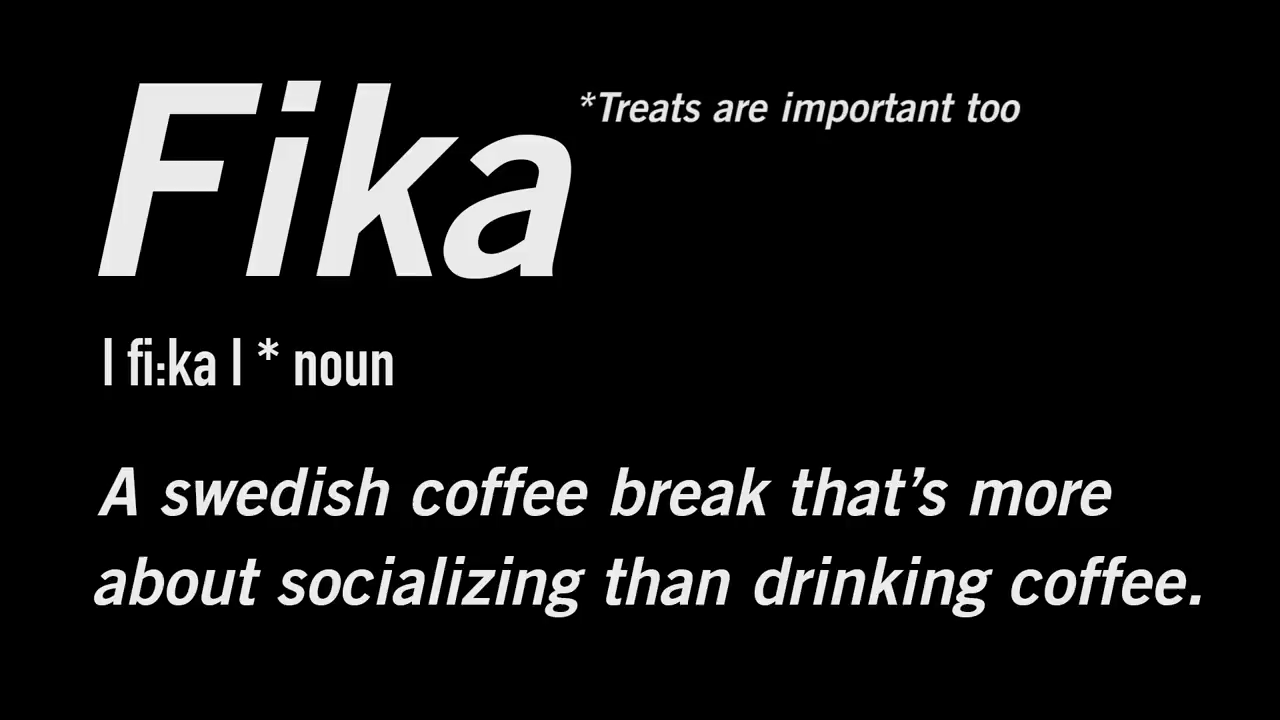 Fika
*Treats are important too
| fi:ka | * noun
A swedish coffee break that’s more
about socializing than drinking coffee.